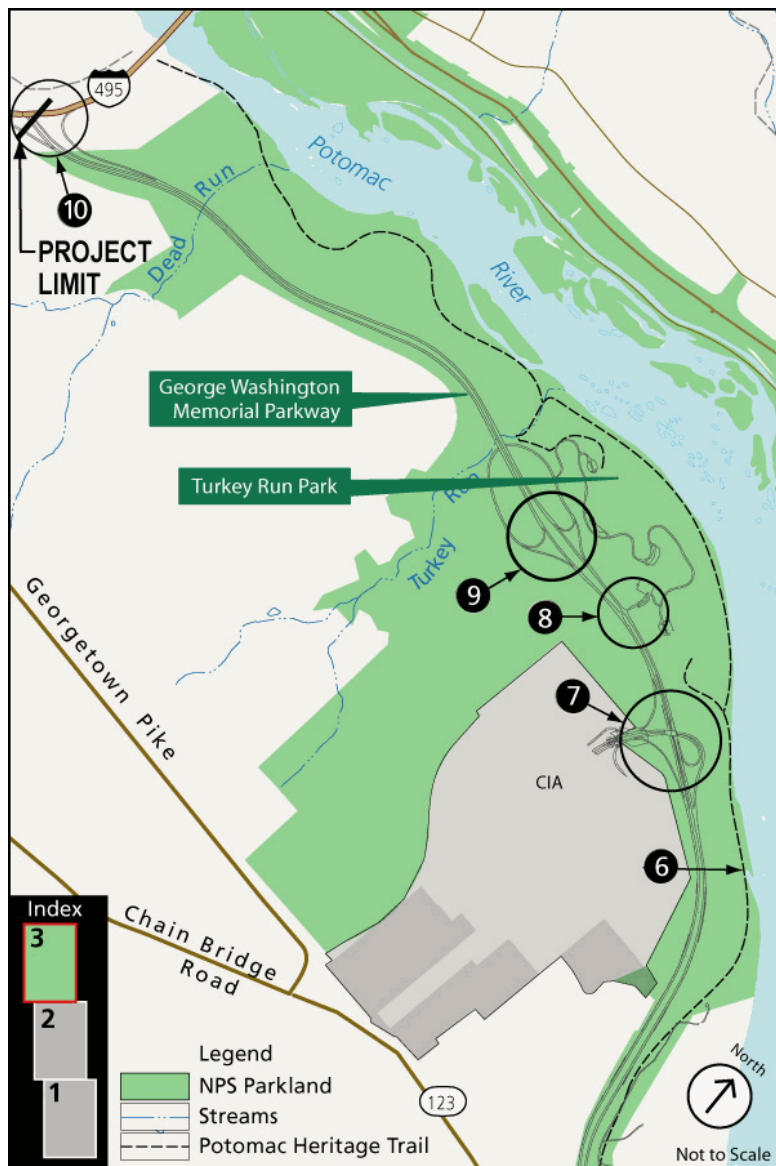 495
Potomac
River
10
PROJECT
LIMIT
Dead
Run
George Washington
Memorial Parkway
Turkey Run Park
Turkey
Run
9
8
7
CIA
6
Georgetown Pike
Chain Bridge
Road
123
Index
3
2
1
Legend
NPS Parkland
Streams
Potomac Heritage Trail
North
Not to Scale